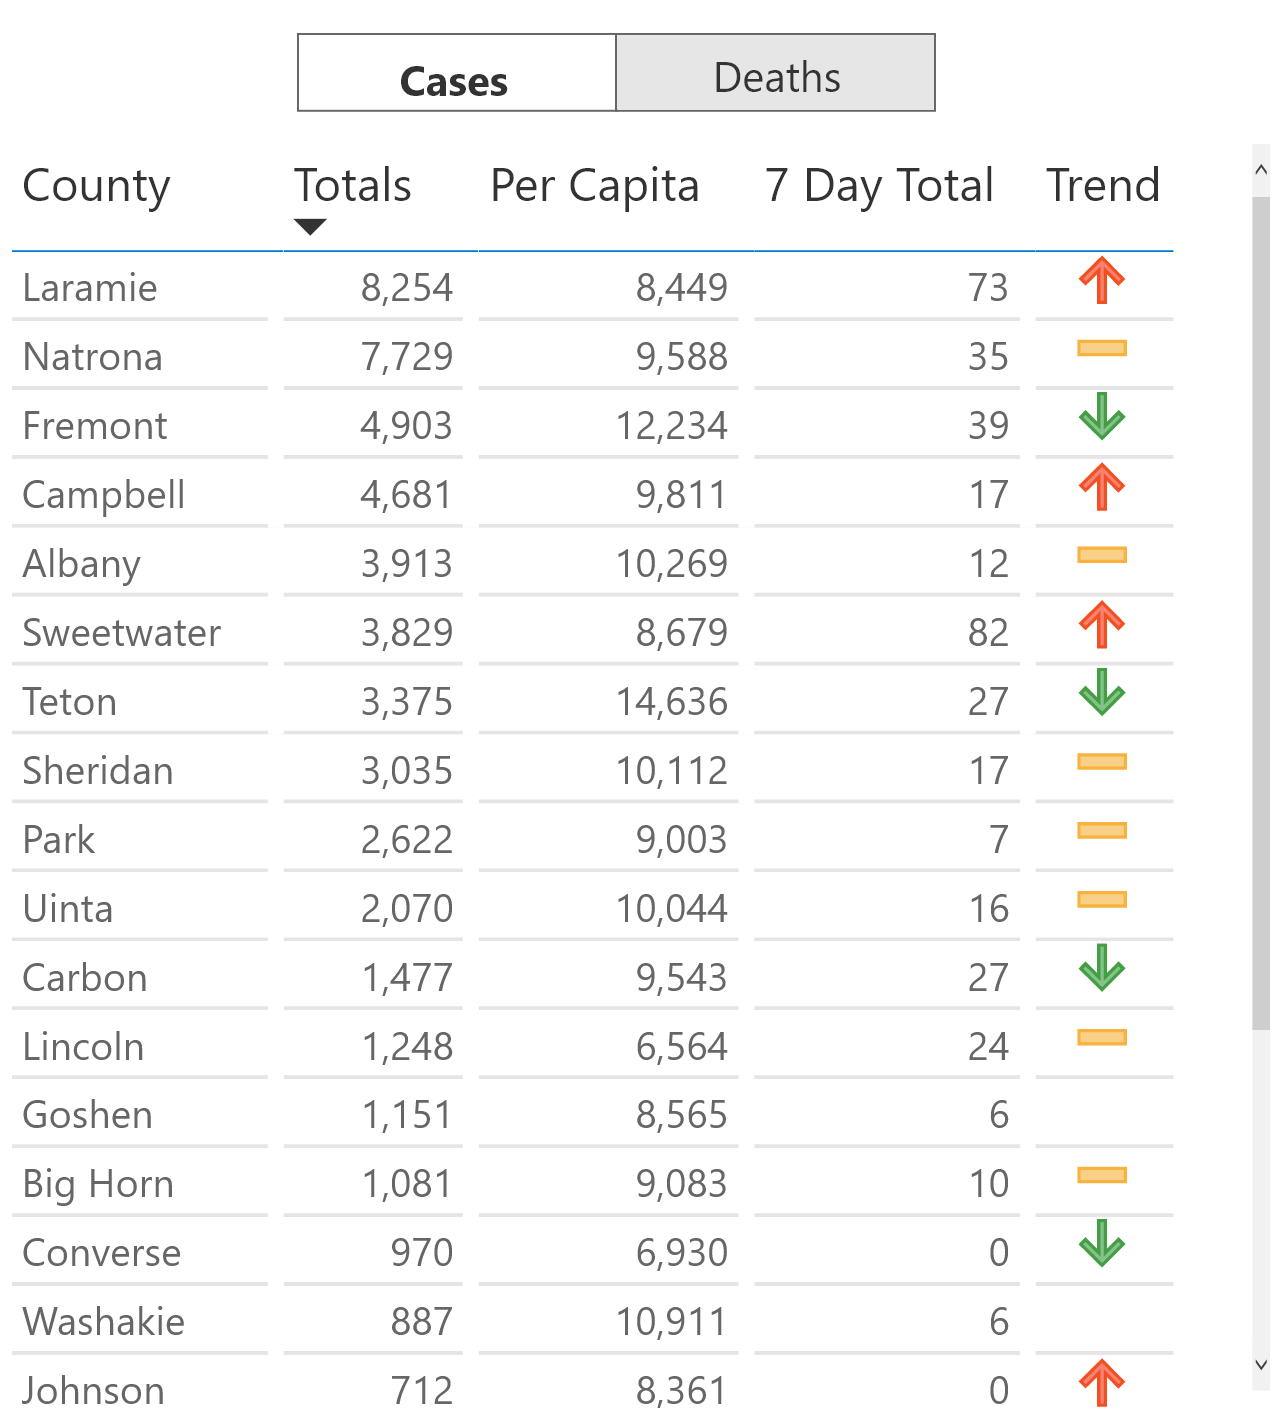 Cases Deaths
County Totals Per Capita 7 Day Total Trend
Laramie 8,254 8,449 73
Natrona 7,729 9,588 35
Fremont 4,903 12,234 39
Campbell 4,681 9,811 17
Albany 3,913 10,269 12
Sweetwater 3,829 8,679 82
Teton 3,375 14,636 27
Sheridan 3,035 10,112 17
Park 2,622 9,003 7
Uinta 2,070 10,044 16
Carbon 1,477 9,543 27
Lincoln 1,248 6,564 24
Goshen 1,151 8,565 6
Big Horn 1,081 9,083 10
Converse 970 6,930 0
Washakie 887 10,911 6
Johnson 712 8,361 0